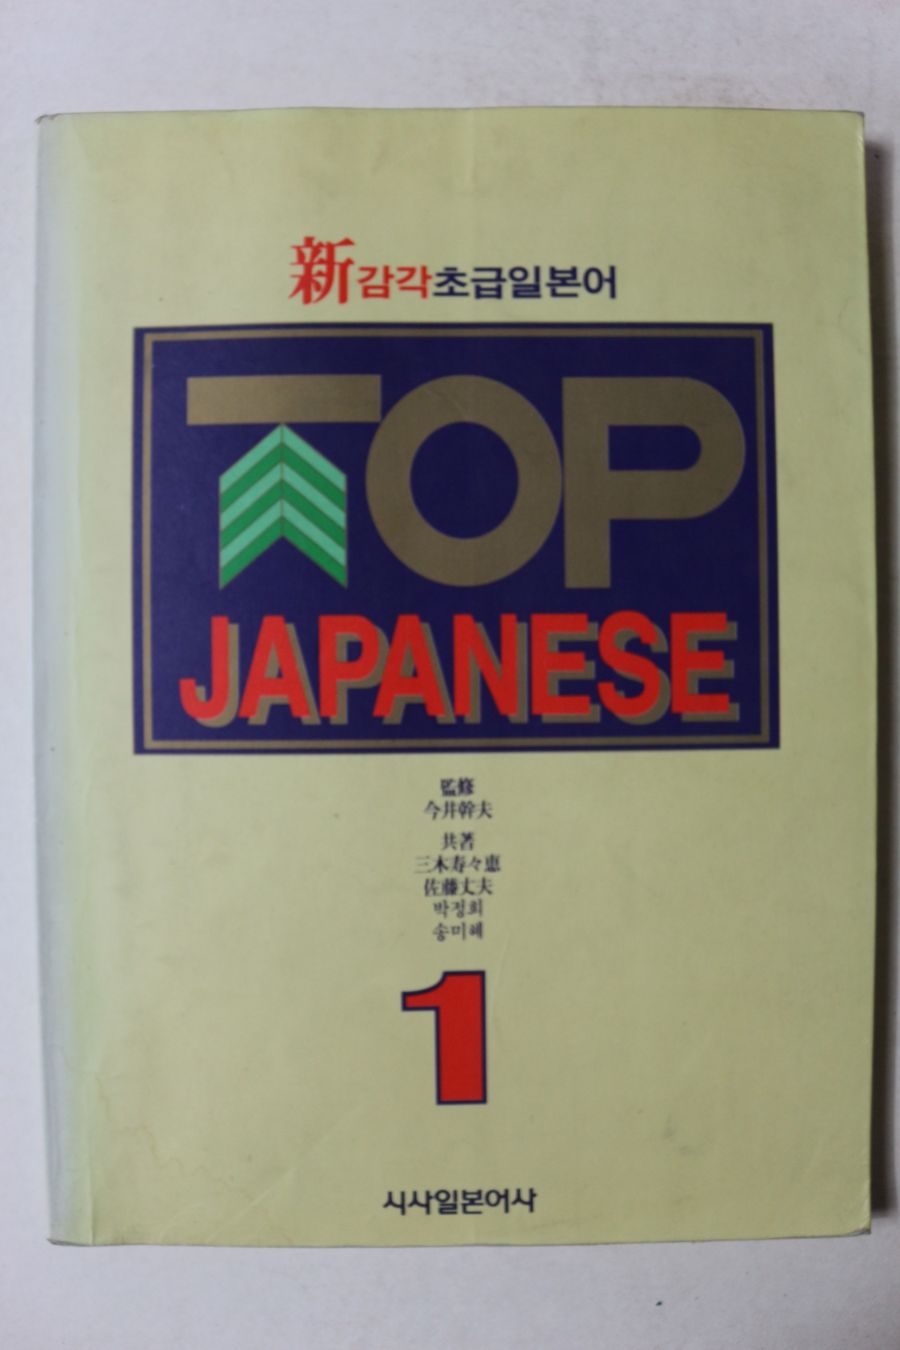 新감각초급일본어
TOP
JAPANESE
監修
今井幹夫
共著
三木寿々恵
佐藤丈夫
박정희
송미혜
1
시사일본어사